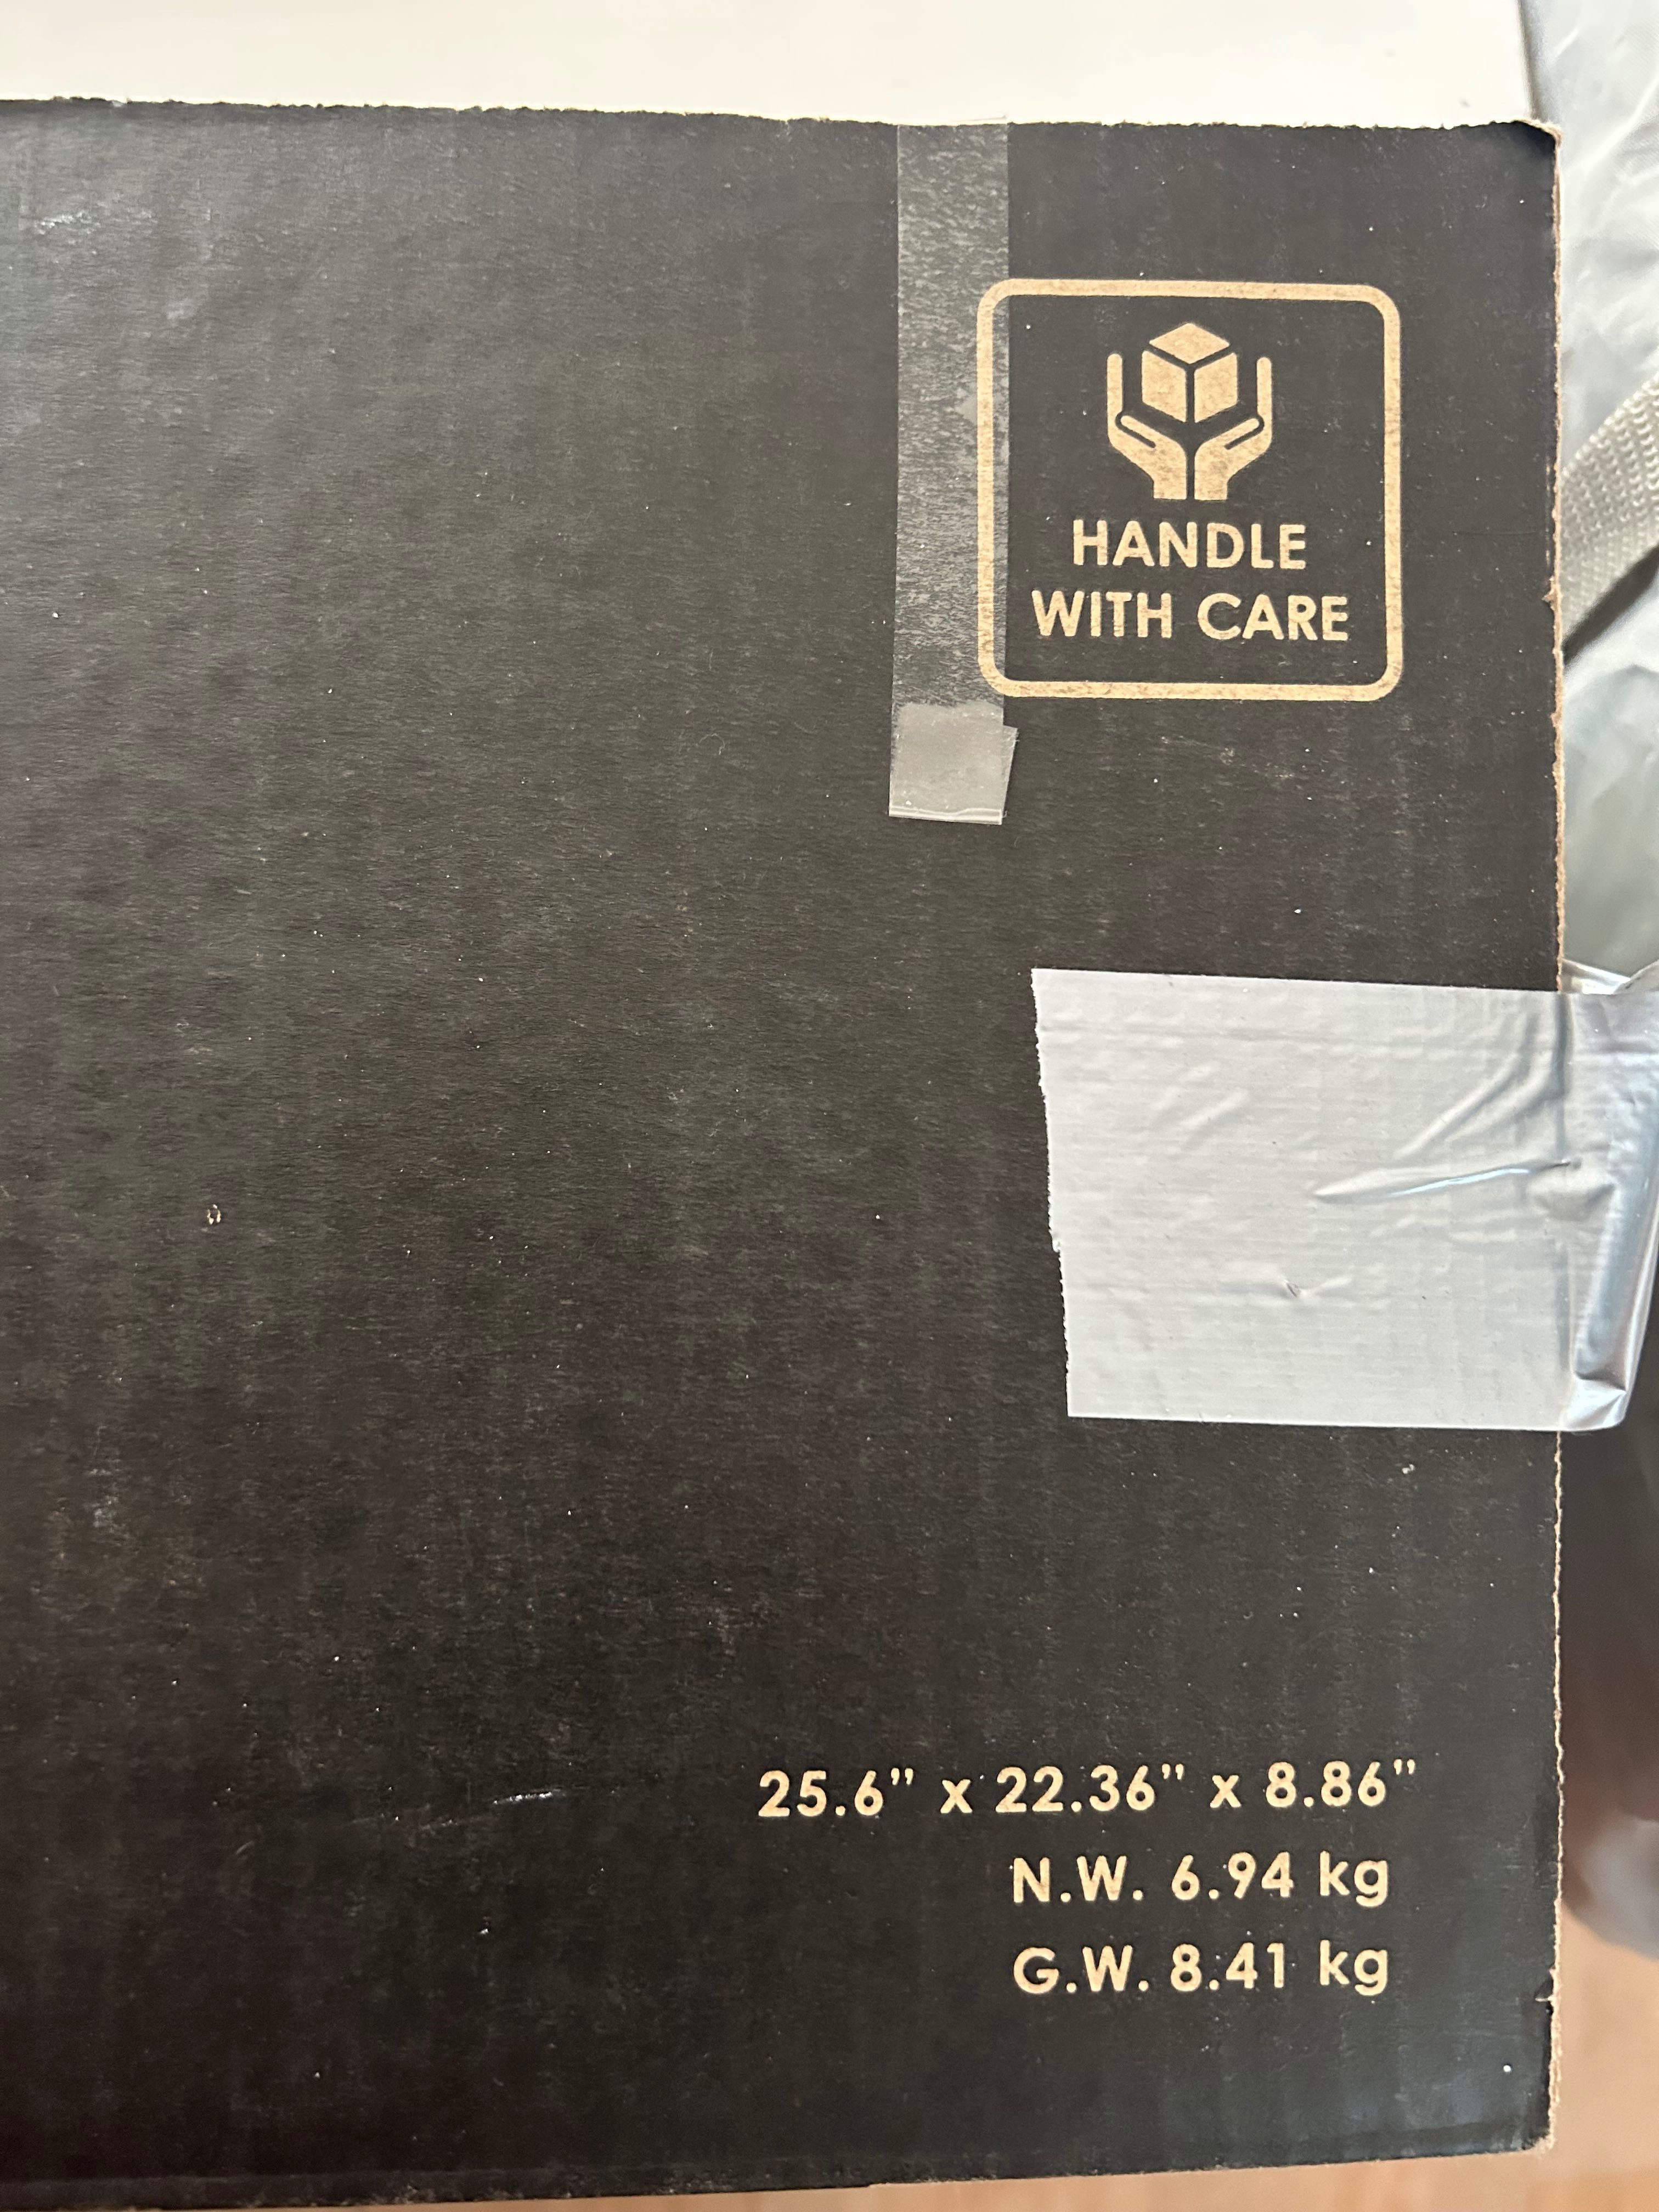 HANDLE
WITH CARE
25.6” x 22.36” x 8.86”
N.W. 6.94 kg
G.W. 8.41 kg